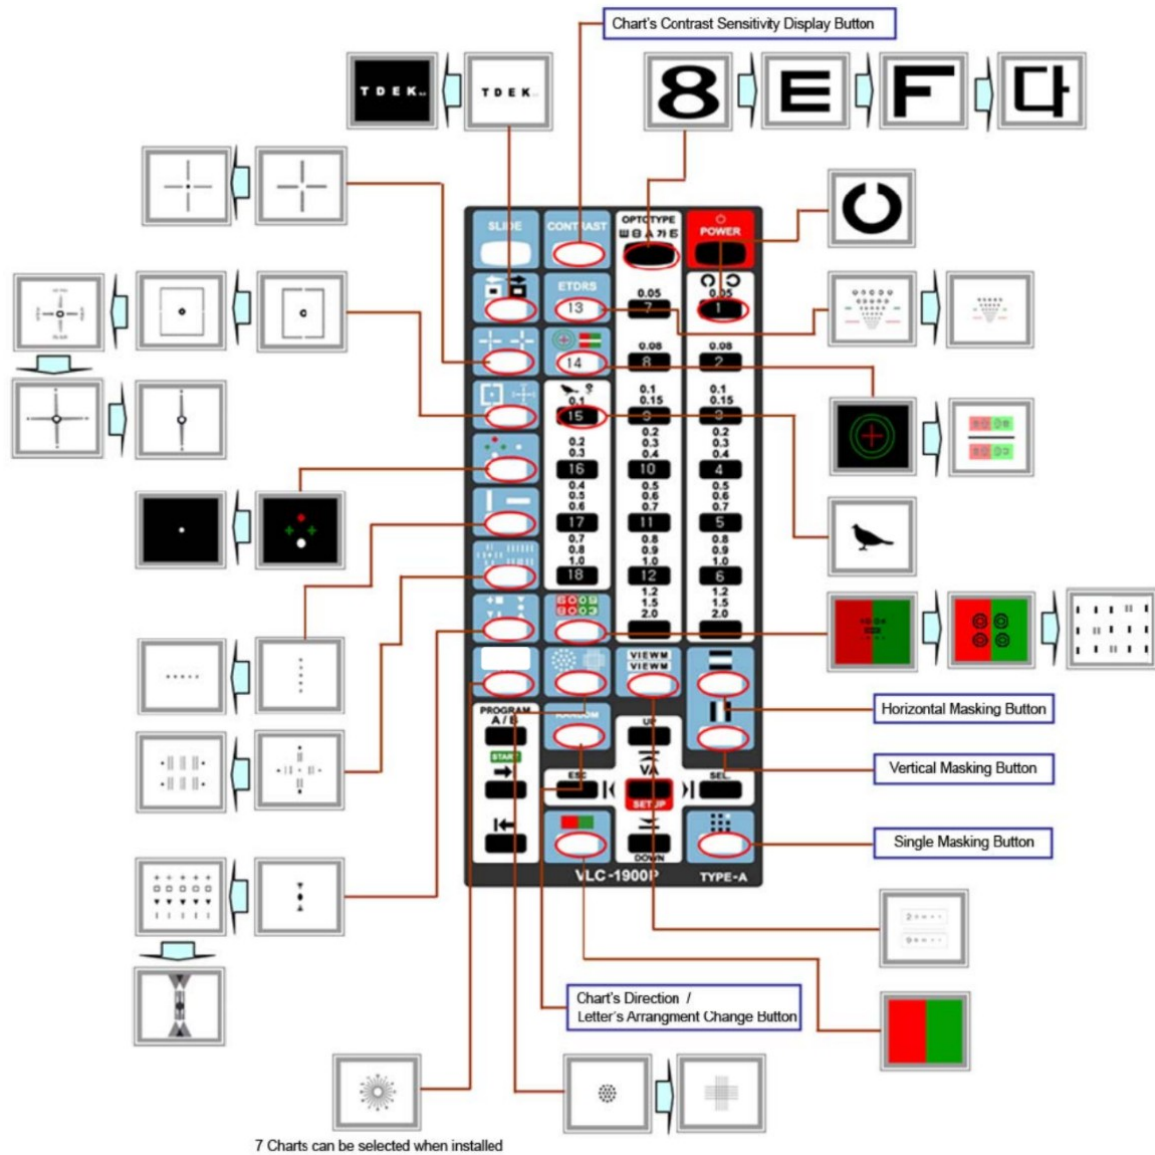 Chart's Contrast Sensitivity Display Button
T D E K
T D E K
8
E
F
다
SLIDE
CONTRAST
OPTOTYPE
POWER
ETDRS
13
0.05
7
0.05
1
14
0.08
8
0.08
2
0.1
15
0.1
0.15
9
0.1
0.15
3
0.2
0.3
16
0.2
0.3
0.4
10
0.2
0.3
0.4
4
0.4
0.5
0.6
17
0.5
0.6
0.7
11
0.5
0.6
0.7
5
0.7
0.8
1.0
18
0.8
0.9
1.0
12
0.8
0.9
1.0
6
1.2
1.5
2.0
1.2
1.5
2.0
VIEWM
VIEWM
PROGRAM
A / B
RANDOM
UP
START
VA
ESC
SETUP
SEL.
DOWN
VLC-1900P
TYPE-A
Horizontal Masking Button
Vertical Masking Button
Single Masking Button
Chart's Direction /
Letter's Arrangment Change Button
7 Charts can be selected when installed